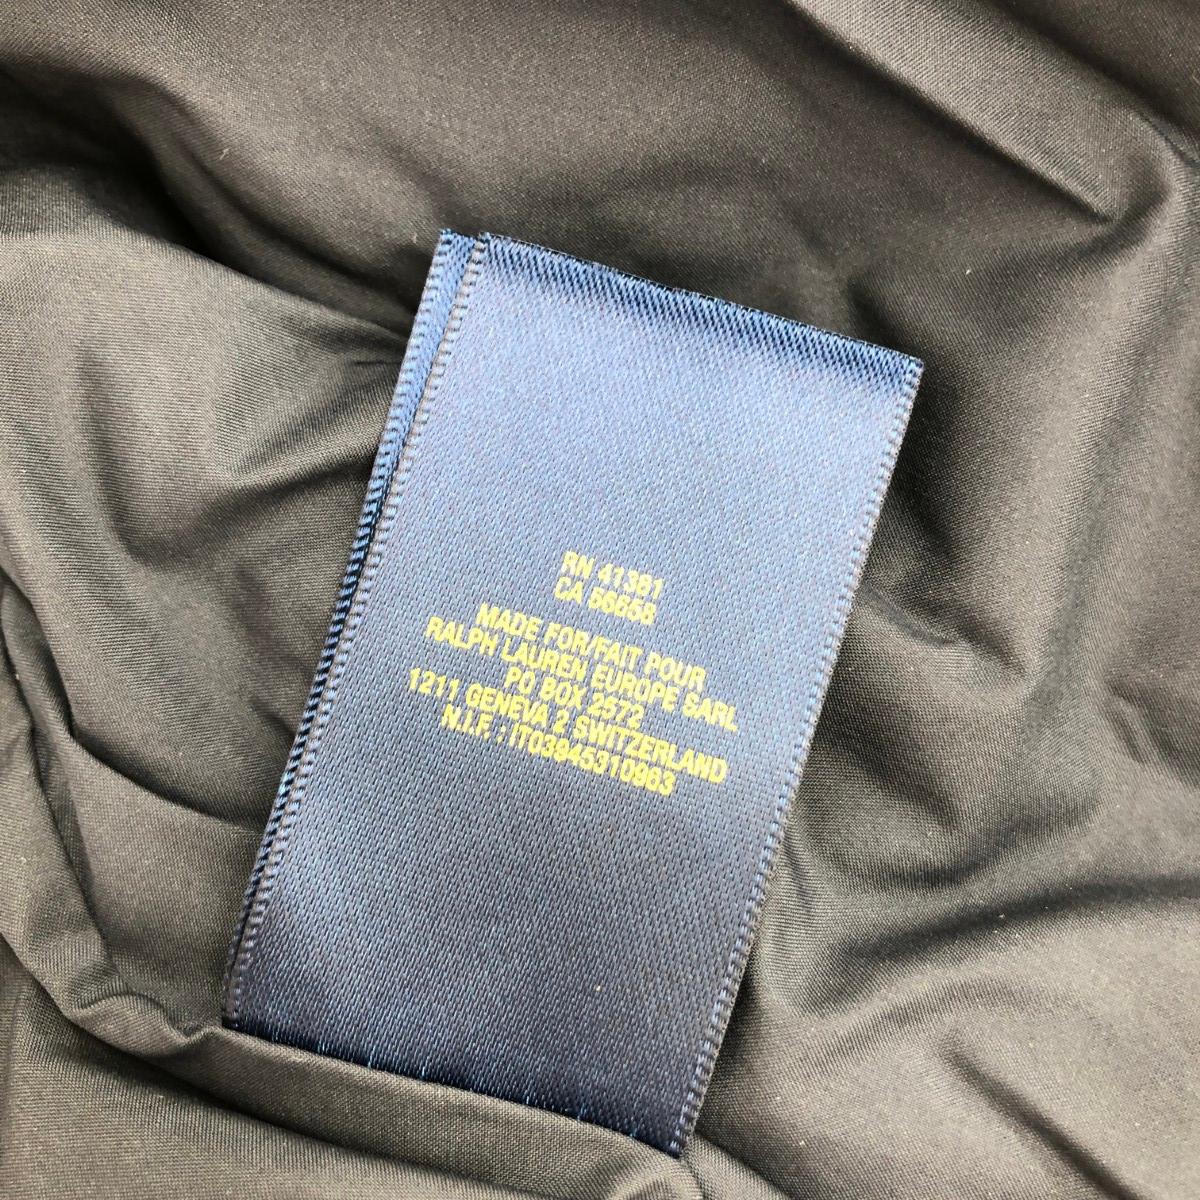 RN 41381
CA 56658
MADE FOR/FAIT POUR
RALPH LAUREN EUROPE SARL
PO BOX 2572
1211 GENEVA 2 SWITZERLAND
N.I.F. : IT03945310963